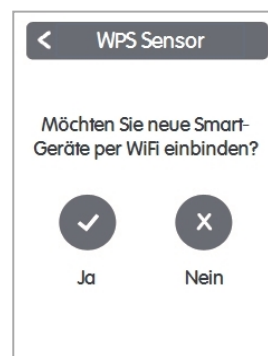 WPS Sensor
Möchten Sie neue Smart-
Geräte per WiFi einbinden?
Ja Nein